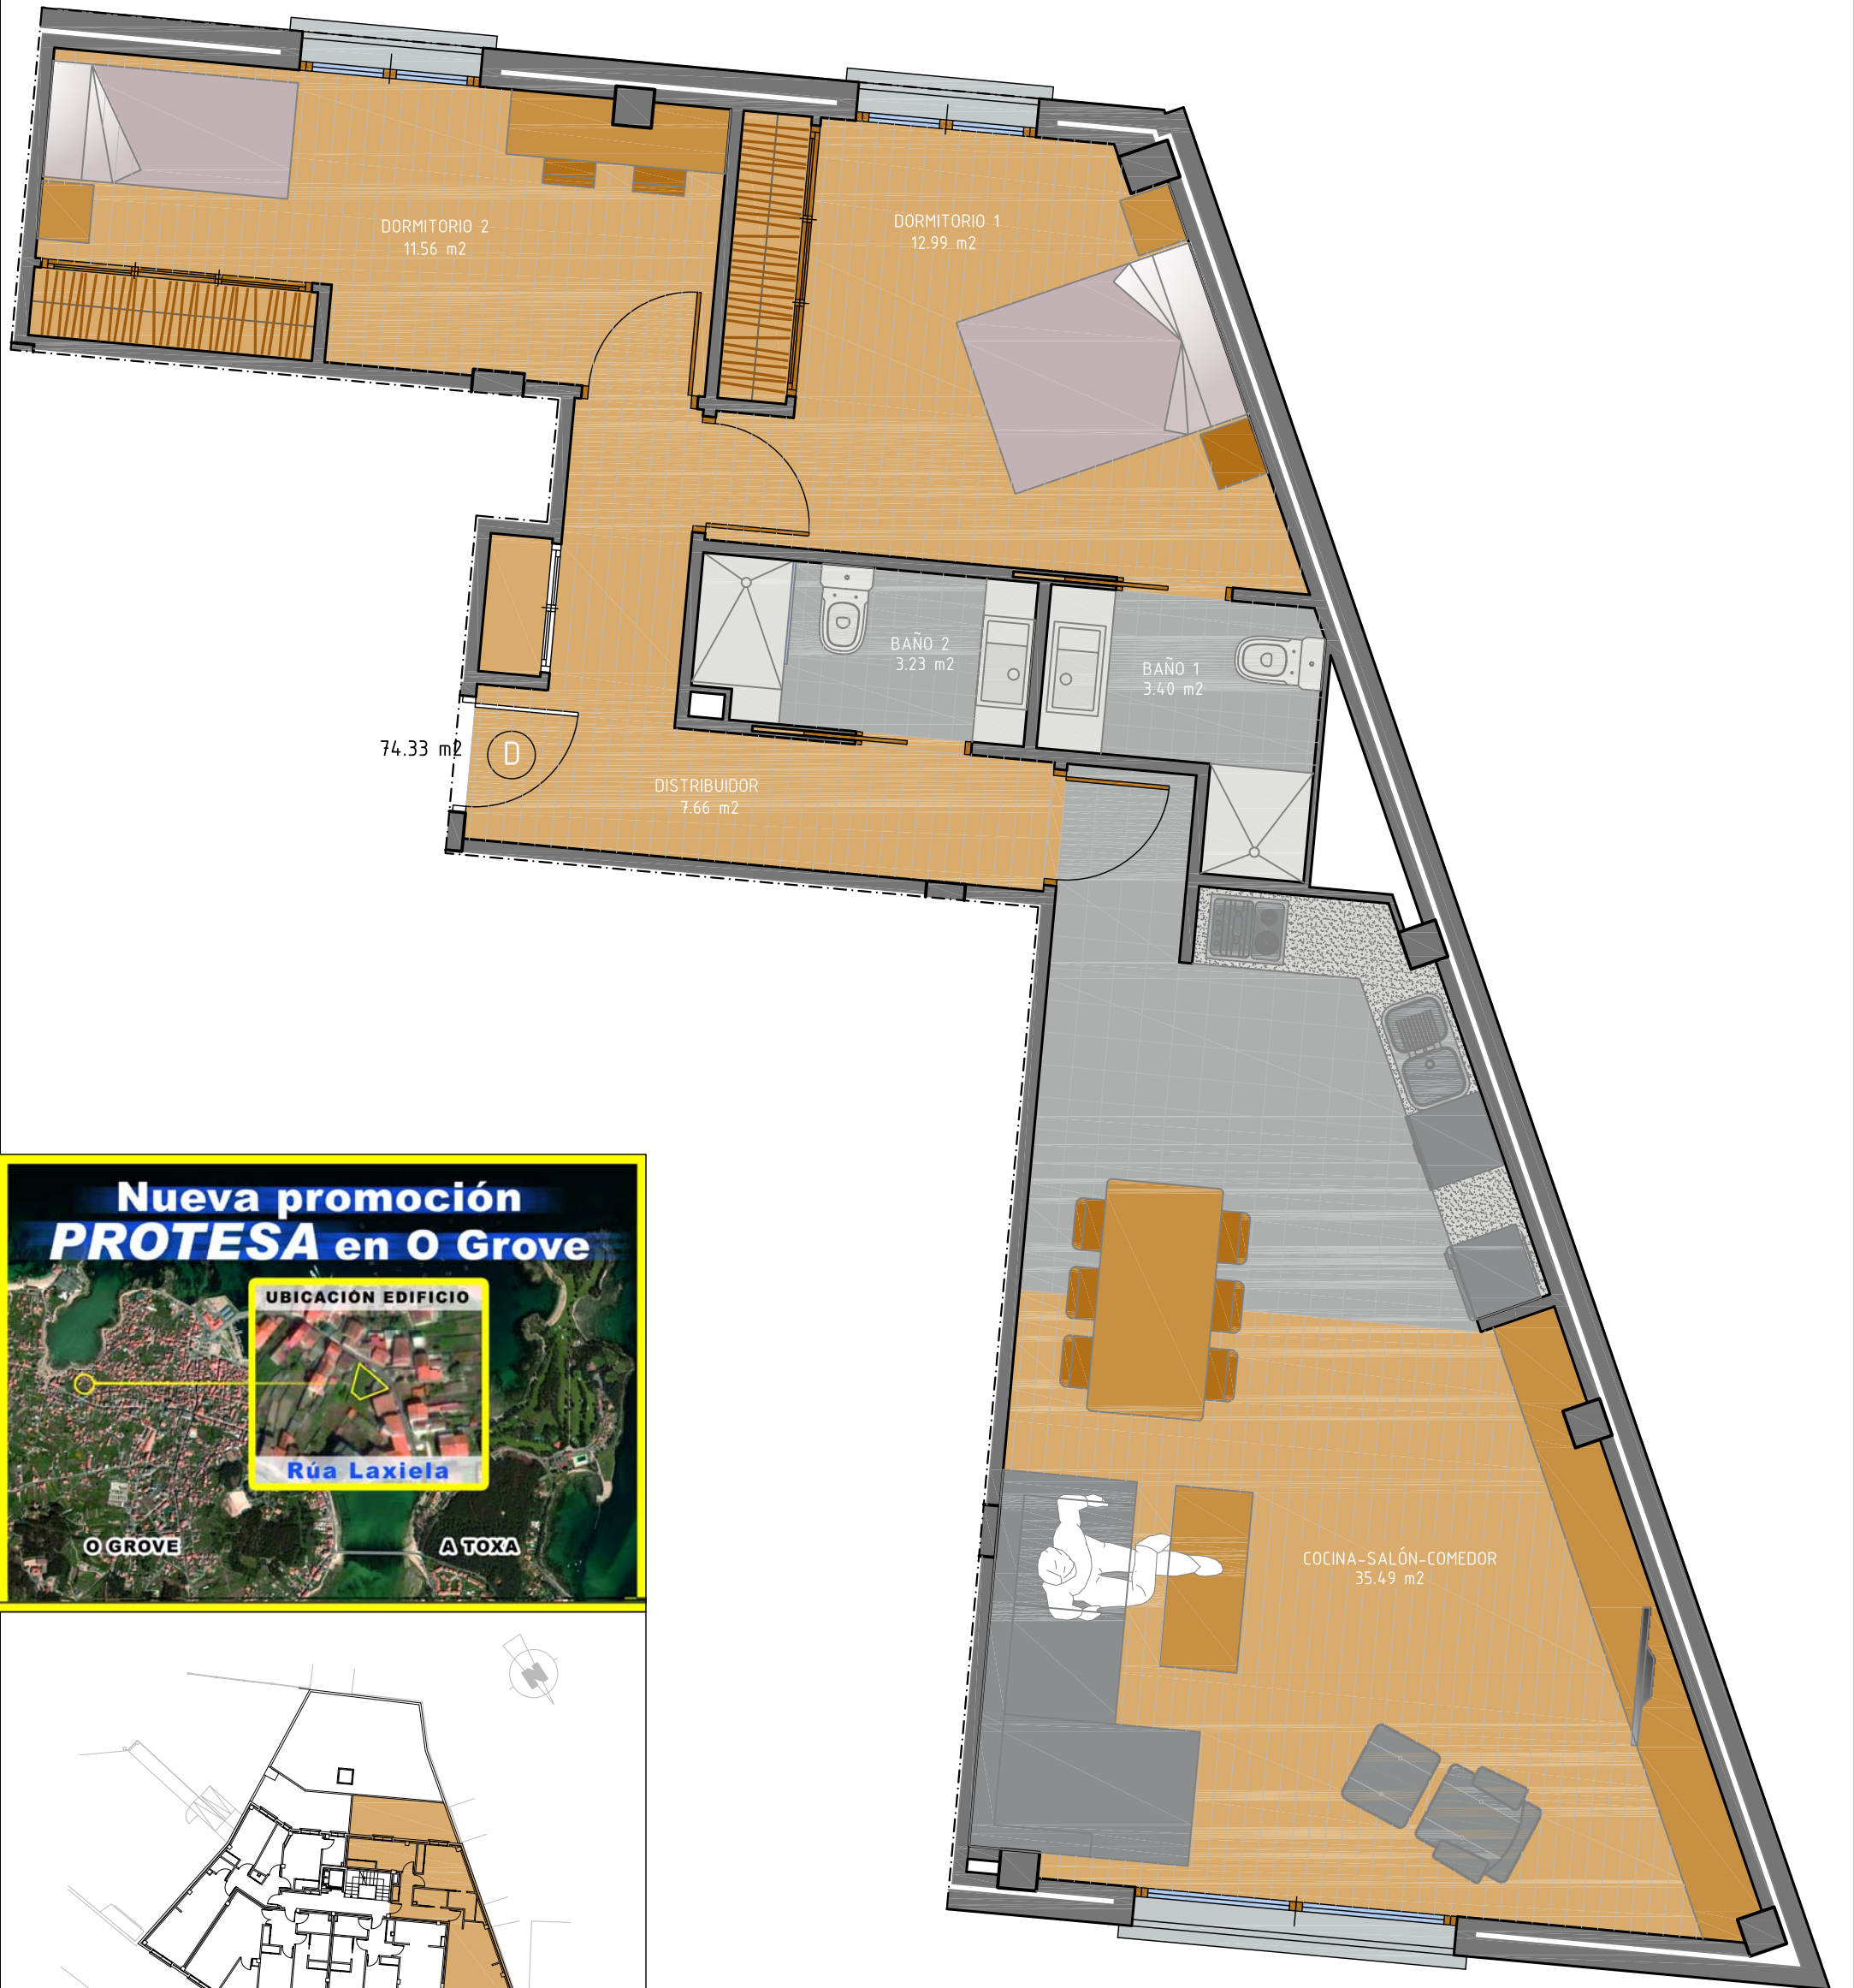 DORMITORIO 2
11.56 m2
DORMITORIO 1
12.99 m2
BAÑO 2
3.23 m2
BAÑO 1
3.40 m2
74.33 m2
D
DISTRIBUIDOR
7.66 m2
COCINA-SALÓN-COMEDOR
35.49 m2
Nueva promoción
PROTESA en O Grove
UBICACIÓN EDIFICIO
Rúa Laxiela
O GROVE
A TOXA
N